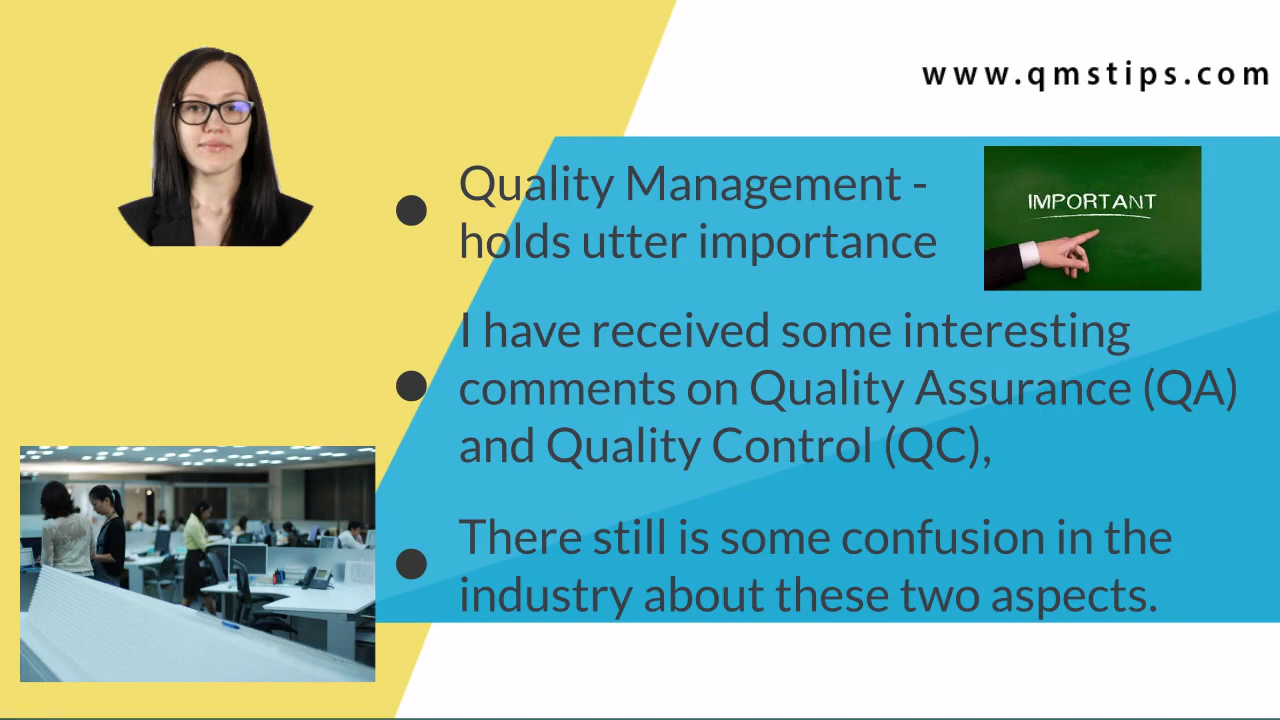 www.qmstips.com
Quality Management -
holds utter importance
IMPORTANT
I have received some interesting
comments on Quality Assurance (QA)
and Quality Control (QC),
There still is some confusion in the
industry about these two aspects.